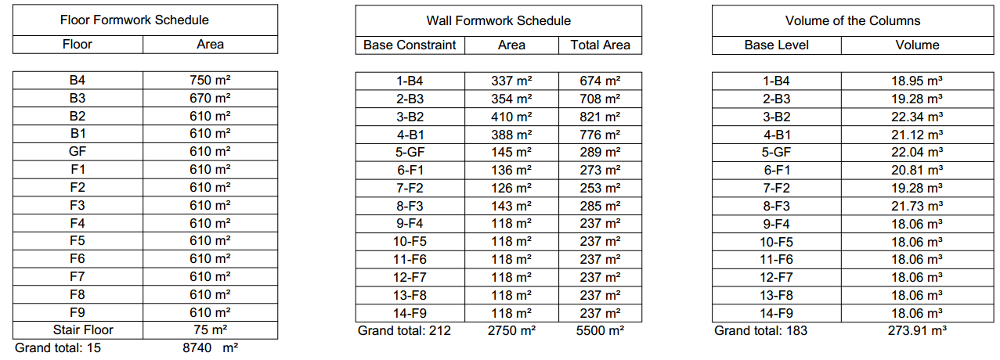 Floor Formwork Schedule
Floor Area
B4 750 m²
B3 670 m²
B2 610 m²
B1 610 m²
GF 610 m²
F1 610 m²
F2 610 m²
F3 610 m²
F4 610 m²
F5 610 m²
F6 610 m²
F7 610 m²
F8 610 m²
F9 610 m²
Stair Floor 75 m²
Grand total: 15 8740 m²
Wall Formwork Schedule
Base Constraint Area Total Area
1-B4 337 m² 674 m²
2-B3 354 m² 708 m²
3-B2 410 m² 821 m²
4-B1 388 m² 776 m²
5-GF 145 m² 289 m²
6-F1 136 m² 273 m²
7-F2 126 m² 253 m²
8-F3 143 m² 285 m²
9-F4 118 m² 237 m²
10-F5 118 m² 237 m²
11-F6 118 m² 237 m²
12-F7 118 m² 237 m²
13-F8 118 m² 237 m²
14-F9 118 m² 237 m²
Grand total: 212 2750 m² 5500 m²
Volume of the Columns
Base Level Volume
1-B4 18.95 m³
2-B3 19.28 m³
3-B2 22.34 m³
4-B1 21.12 m³
5-GF 22.04 m³
6-F1 20.81 m³
7-F2 19.28 m³
8-F3 21.73 m³
9-F4 18.06 m³
10-F5 18.06 m³
11-F6 18.06 m³
12-F7 18.06 m³
13-F8 18.06 m³
14-F9 18.06 m³
Grand total: 183 273.91 m³